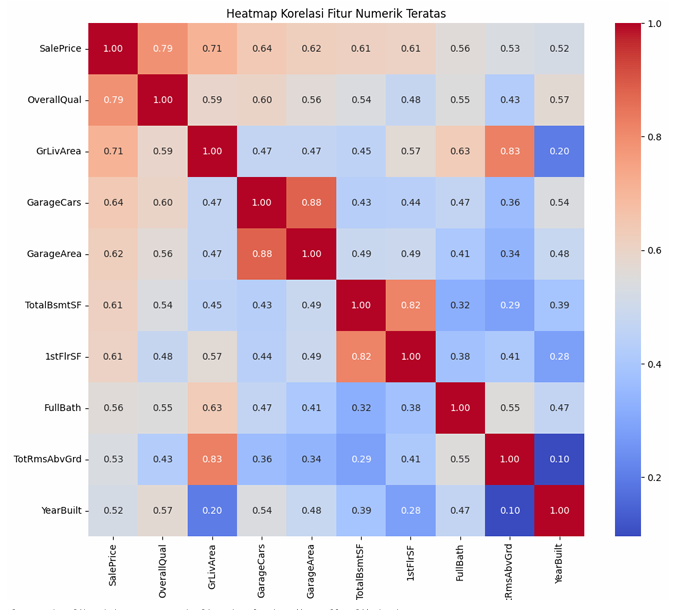 Heatmap Korelasi Fitur Numerik Teratas
SalePrice 1.00 0.79 0.71 0.64 0.62 0.61 0.61 0.56 0.53 0.52
OverallQual 0.79 1.00 0.59 0.60 0.56 0.54 0.48 0.55 0.43 0.57
GrLivArea 0.71 0.59 1.00 0.47 0.47 0.45 0.57 0.63 0.83 0.20
GarageCars 0.64 0.60 0.47 1.00 0.88 0.43 0.44 0.47 0.36 0.54
GarageArea 0.62 0.56 0.47 0.88 1.00 0.49 0.49 0.41 0.34 0.48
TotalBsmtSF 0.61 0.54 0.45 0.43 0.49 1.00 0.82 0.32 0.29 0.39
1stFlrSF 0.61 0.48 0.57 0.44 0.49 0.82 1.00 0.38 0.41 0.28
FullBath 0.56 0.55 0.63 0.47 0.41 0.32 0.38 1.00 0.55 0.47
TotRmsAbvGrd 0.53 0.43 0.83 0.36 0.34 0.29 0.41 0.55 1.00 0.10
YearBuilt 0.52 0.57 0.20 0.54 0.48 0.39 0.28 0.47 0.10 1.00
SalePrice OverallQual GrLivArea GarageCars GarageArea TotalBsmtSF 1stFlrSF FullBath RmsAbvGrd YearBuilt
1.0
0.8
0.6
0.4
0.2